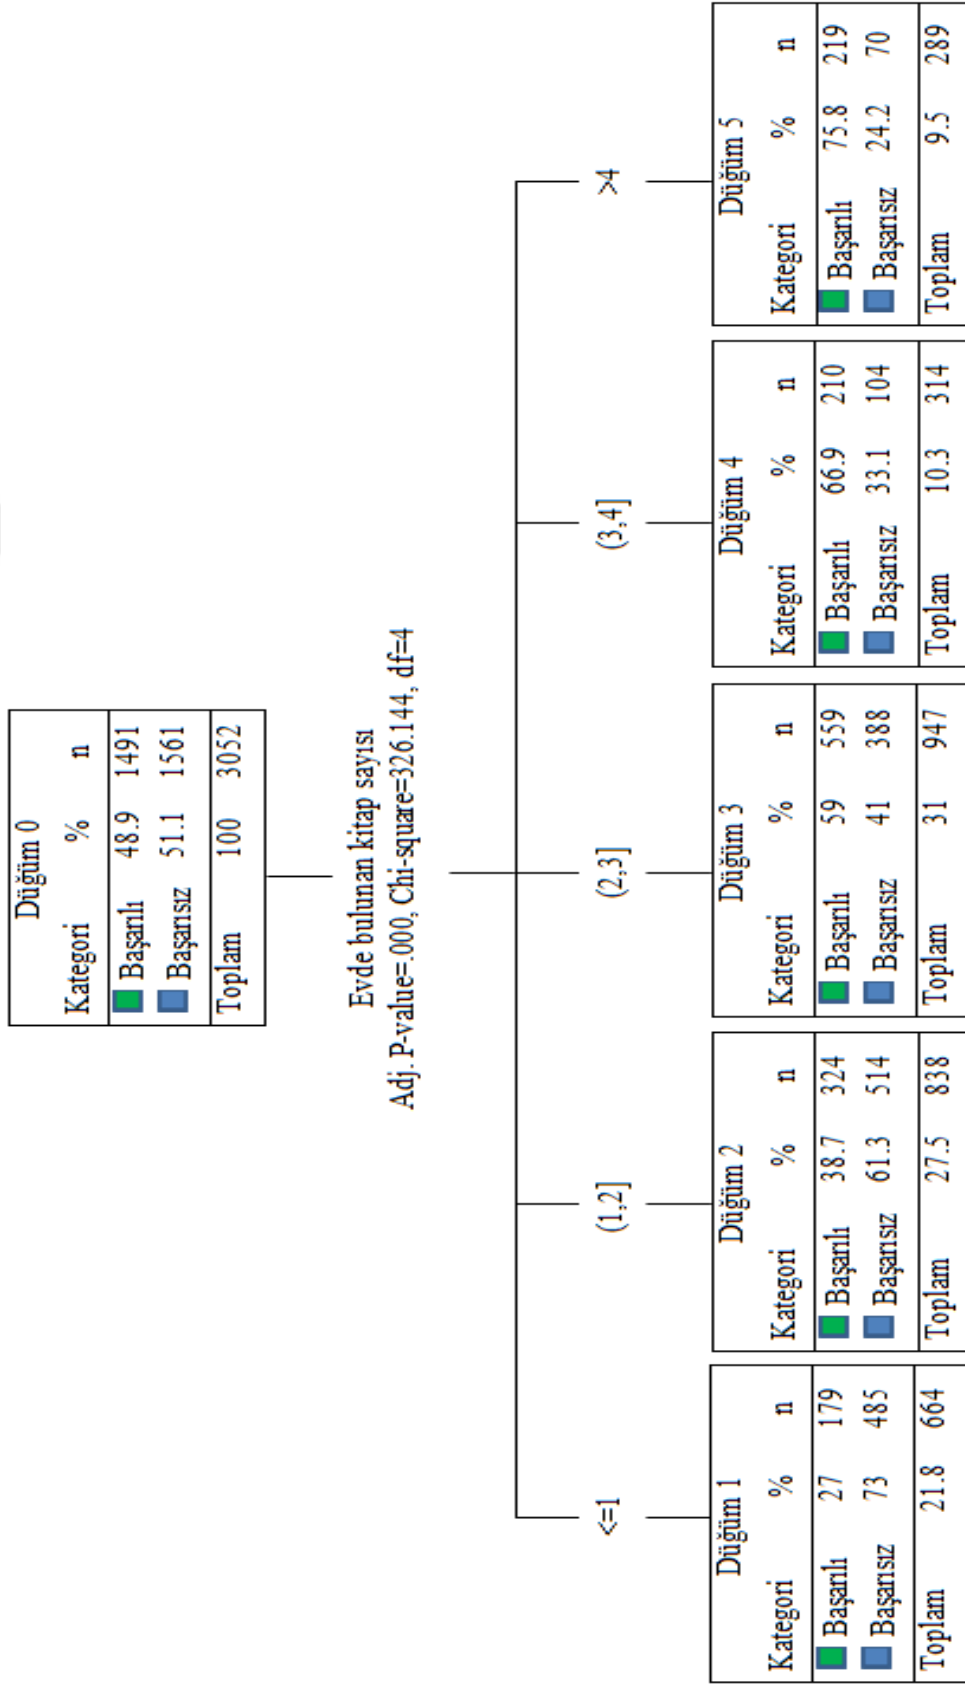 Düğüm 0
Kategori % n
Başarılı 48.9 1491
Başarısız 51.1 1561
Toplam 100 3052
Evde bulunan kitap sayısı
Adj. P-value=.000, Chi-square=326.144, df=4
<=1
(1,2]
(2,3]
(3,4]
>4
Düğüm 1
Kategori % n
Başarılı 27 179
Başarısız 73 485
Toplam 21.8 664
Düğüm 2
Kategori % n
Başarılı 38.7 324
Başarısız 61.3 514
Toplam 27.5 838
Düğüm 3
Kategori % n
Başarılı 59 559
Başarısız 41 388
Toplam 31 947
Düğüm 4
Kategori % n
Başarılı 66.9 210
Başarısız 33.1 104
Toplam 10.3 314
Düğüm 5
Kategori % n
Başarılı 75.8 219
Başarısız 24.2 70
Toplam 9.5 289